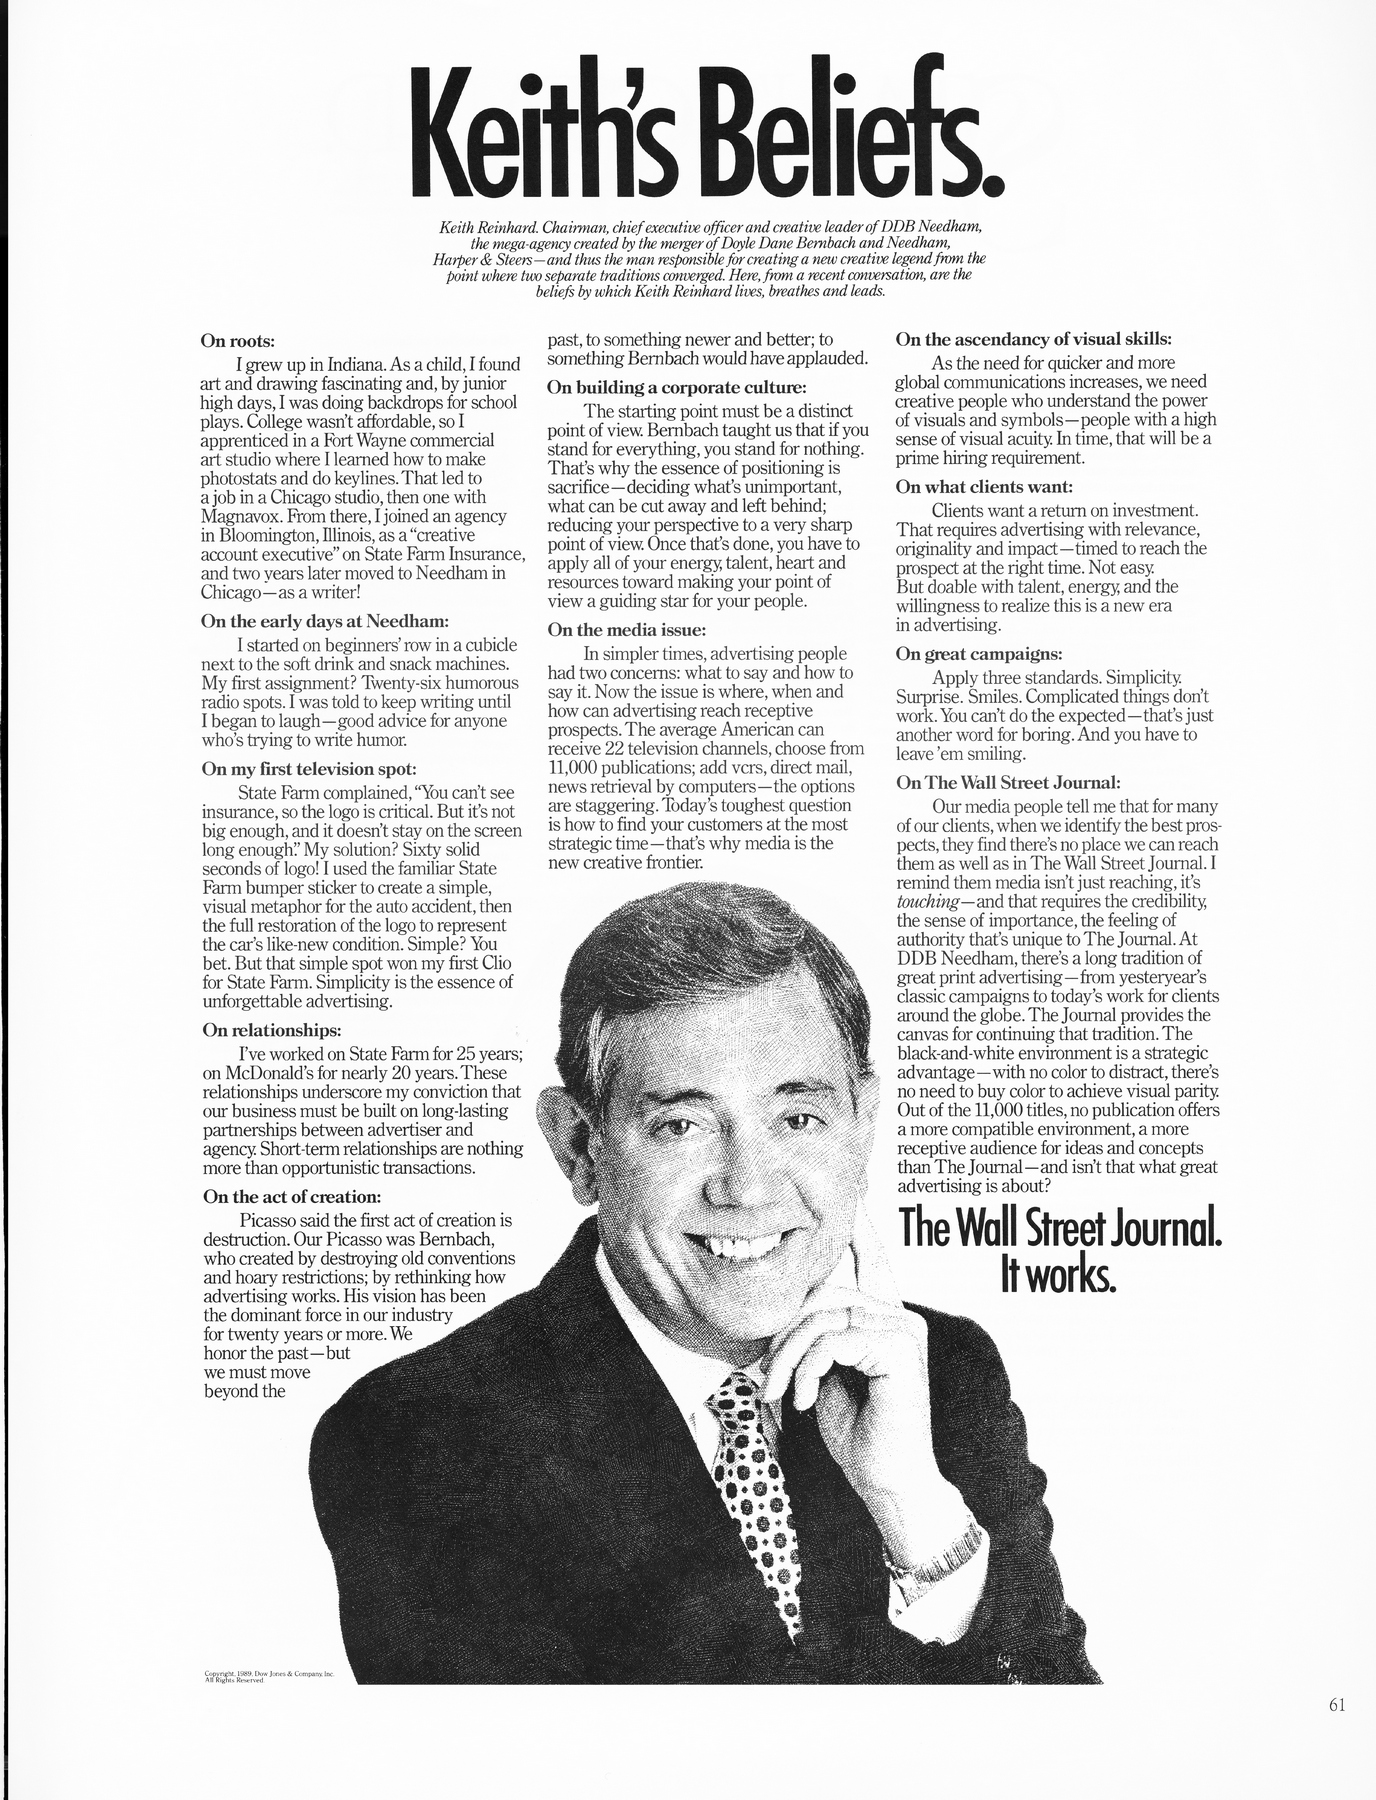 Keith's Beliefs.
Keith Reinhard. Chairman, chief executive officer and creative leader of DDB Needham,
the mega-agency created by the merger of Doyle Dane Bernbach and Needham,
Harper & Steers—and thus the man responsible for creating a new creative legend from the
point where two separate traditions converged. Here, from a recent conversation, are the
beliefs by which Keith Reinhard lives, breathes and leads.
On roots:
I grew up in Indiana. As a child, I found
art and drawing fascinating and, by junior
high days, I was doing backdrops for school
plays. College wasn't affordable, so I
apprenticed in a Fort Wayne commercial
art studio where I learned how to make
photostats and do keylines. That led to
a job in a Chicago studio, then one with
Magnavox. From there, I joined an agency
in Bloomington, Illinois, as a "creative
account executive" on State Farm Insurance,
and two years later moved to Needham in
Chicago—as a writer!
On the early days at Needham:
I started on beginners' row in a cubicle
next to the soft drink and snack machines.
My first assignment? Twenty-six humorous
radio spots. I was told to keep writing until
I began to laugh—good advice for anyone
who's trying to write humor.
On my first television spot:
State Farm complained, "You can't see
insurance, so the logo is critical. But it's not
big enough, and it doesn't stay on the screen
long enough." My solution? Sixty solid
seconds of logo! I used the familiar State
Farm bumper sticker to create a simple,
visual metaphor for the auto accident, then
the full restoration of the logo to represent
the car's like-new condition. Simple? You
bet. But that simple spot won my first Clio
for State Farm. Simplicity is the essence of
unforgettable advertising.
On relationships:
I've worked on State Farm for 25 years;
on McDonald's for nearly 20 years. These
relationships underscore my conviction that
our business must be built on long-lasting
partnerships between advertiser and
agency. Short-term relationships are nothing
more than opportunistic transactions.
On the act of creation:
Picasso said the first act of creation is
destruction. Our Picasso was Bernbach,
who created by destroying old conventions
and hoary restrictions; by rethinking how
advertising works. His vision has been
the dominant force in our industry
for twenty years or more. We
honor the past—but
we must move
beyond the
past, to something newer and better; to
something Bernbach would have applauded.
On building a corporate culture:
The starting point must be a distinct
point of view. Bernbach taught us that if you
stand for everything, you stand for nothing.
That's why the essence of positioning is
sacrifice—deciding what's unimportant,
what can be cut away and left behind;
reducing your perspective to a very sharp
point of view. Once that's done, you have to
apply all of your energy, talent, heart and
resources toward making your point of
view a guiding star for your people.
On the media issue:
In simpler times, advertising people
had two concerns: what to say and how to
say it. Now the issue is where, when and
how can advertising reach receptive
prospects. The average American can
receive 22 television channels, choose from
11,000 publications; add vcrs, direct mail,
news retrieval by computers—the options
are staggering. Today's toughest question
is how to find your customers at the most
strategic time—that's why media is the
new creative frontier.
On the ascendancy of visual skills:
As the need for quicker and more
global communications increases, we need
creative people who understand the power
of visuals and symbols—people with a high
sense of visual acuity. In time, that will be a
prime hiring requirement.
On what clients want:
Clients want a return on investment.
That requires advertising with relevance,
originality and impact—timed to reach the
prospect at the right time. Not easy.
But doable with talent, energy, and the
willingness to realize this is a new era
in advertising.
On great campaigns:
Apply three standards. Simplicity.
Surprise. Smiles. Complicated things don't
work. You can't do the expected—that's just
another word for boring. And you have to
leave 'em smiling.
On The Wall Street Journal:
Our media people tell me that for many
of our clients, when we identify the best pros-
pects, they find there's no place we can reach
them as well as in The Wall Street Journal. I
remind them media isn't just reaching, it's
touching—and that requires the credibility,
the sense of importance, the feeling of
authority that's unique to The Journal. At
DDB Needham, there's a long tradition of
great print advertising—from yesteryear's
classic campaigns to today's work for clients
around the globe. The Journal provides the
canvas for continuing that tradition. The
black-and-white environment is a strategic
advantage—with no color to distract, there's
no need to buy color to achieve visual parity.
Out of the 11,000 titles, no publication offers
a more compatible environment, a more
receptive audience for ideas and concepts
than The Journal—and isn't that what great
advertising is about?
The Wall Street Journal.
It works.
Copyright, 1989, Dow Jones & Company, Inc.
All Rights Reserved
61